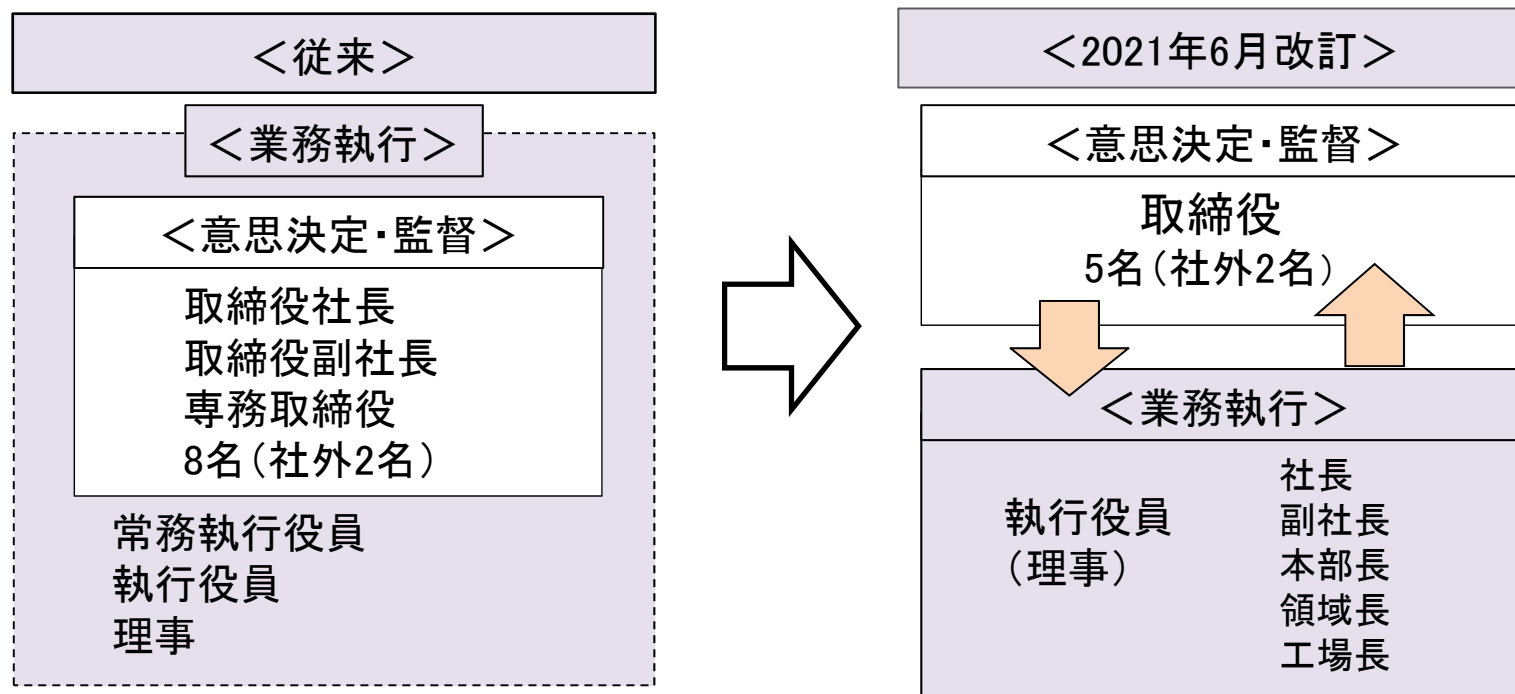 ＜従来＞
＜業務執行＞
＜意思決定・監督＞
取締役社長
取締役副社長
専務取締役
8名（社外2名）
常務執行役員
執行役員
理事
＜2021年6月改訂＞
＜意思決定・監督＞
取締役
5名（社外2名）
＜業務執行＞
執行役員
（理事）
社長
副社長
本部長
領域長
工場長